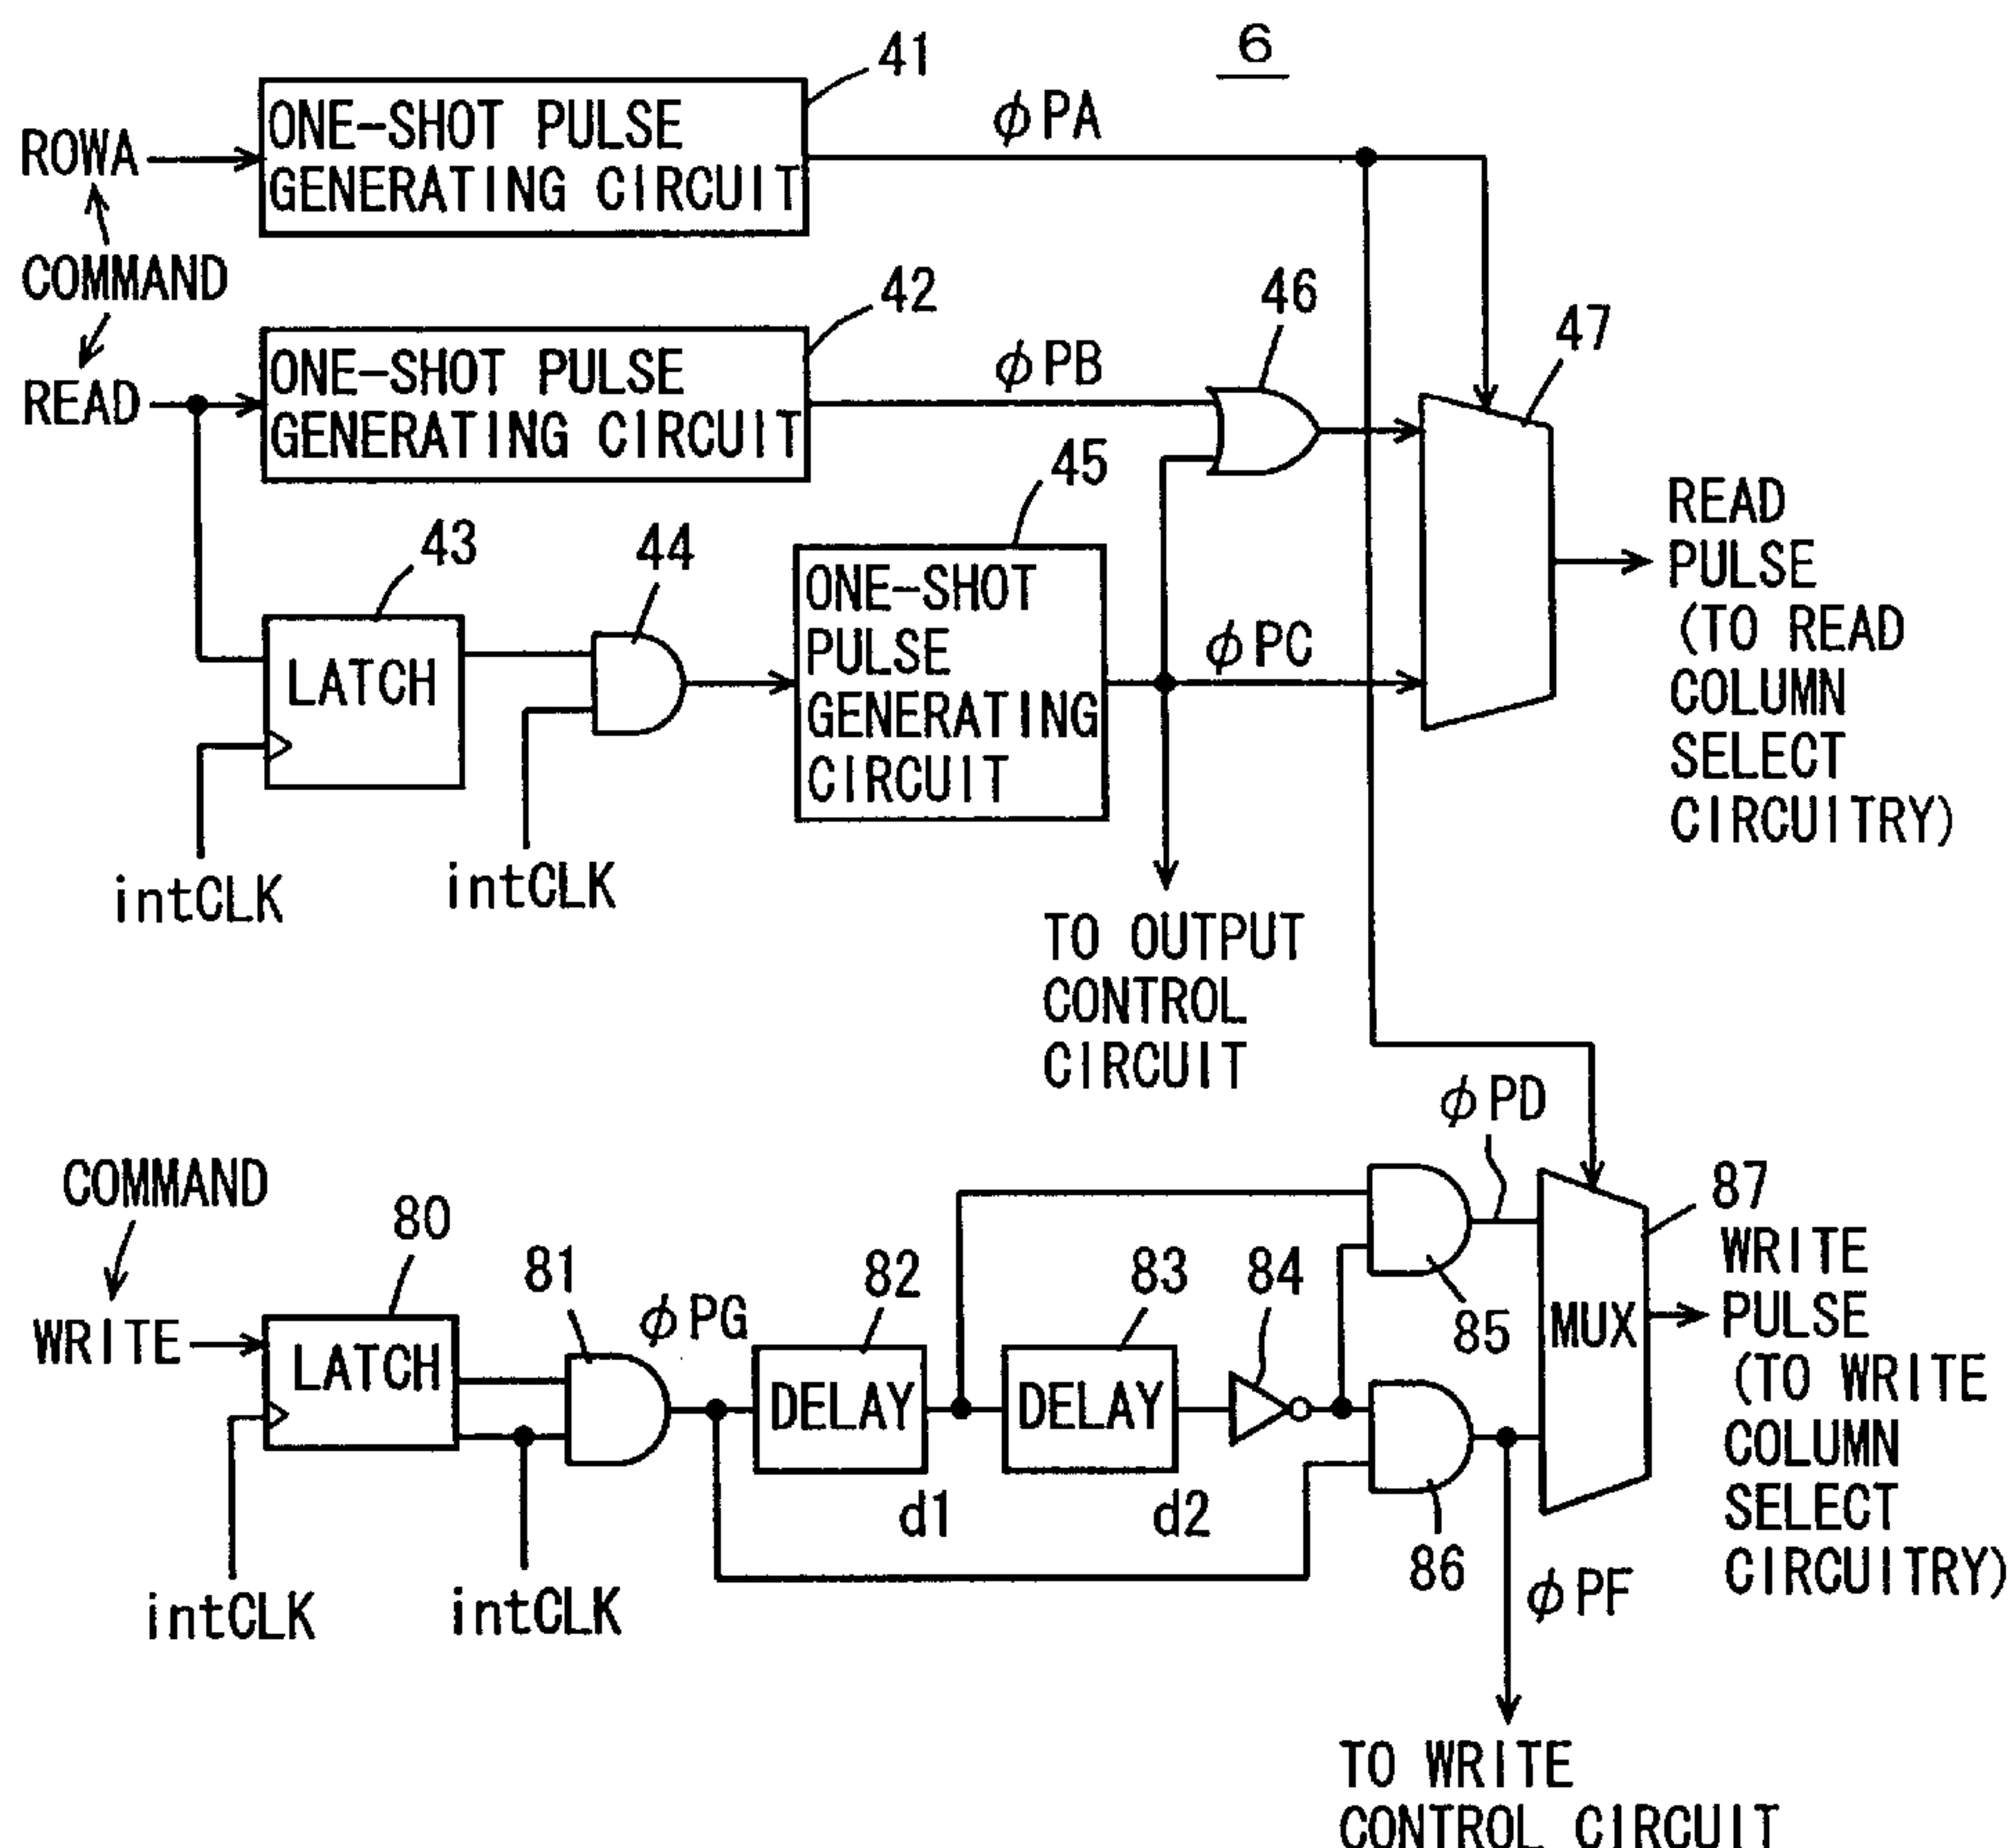 6
41
ONE-SHOT PULSE
GENERATING CIRCUIT
φPA
ROWA
COMMAND
READ
42
ONE-SHOT PULSE
GENERATING CIRCUIT
φPB
46
47
43
LATCH
44
45
ONE-SHOT
PULSE
GENERATING
CIRCUIT
φPC
intCLK
intCLK
READ
PULSE
(TO READ
COLUMN
SELECT
CIRCUITRY)
TO OUTPUT
CONTROL
CIRCUIT
COMMAND
WRITE
80
LATCH
81
φPG
82
DELAY
d1
83
DELAY
d2
84
φPD
85
86
MUX
87
WRITE
PULSE
(TO WRITE
COLUMN
SELECT
CIRCUITRY)
intCLK
intCLK
φPF
TO WRITE
CONTROL CIRCUIT